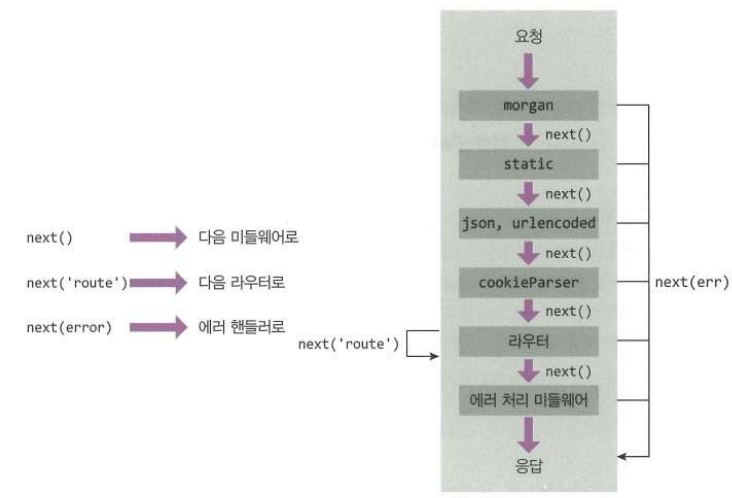 요청
morgan
next()
static
next()
json, urlencoded
next()
cookieParser
next()
라우터
next()
에러 처리 미들웨어
응답
next(err)
next('route')
next() 다음 미들웨어로
next('route') 다음 라우터로
next(error) 에러 핸들러로